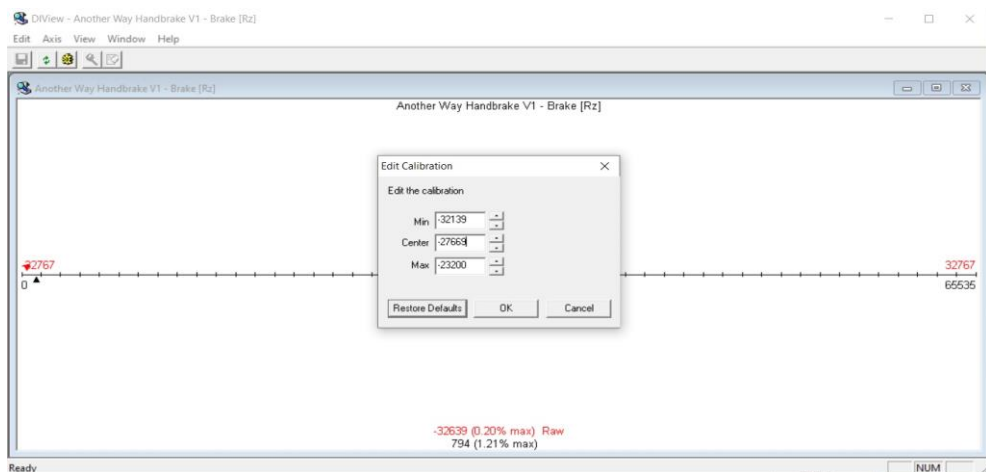 DIView - Another Way Handbrake V1 - Brake [Rz]
Edit Axis View Window Help
Another Way Handbrake V1 - Brake [Rz]
Another Way Handbrake V1 - Brake [Rz]
Edit Calibration
Edit the calibration
Min -32139
Center -27669
Max -23200
Restore Defaults OK Cancel
-32767 32767
0 65535
-32639 (0.20% max) Raw
794 (1.21% max)
Ready NUM